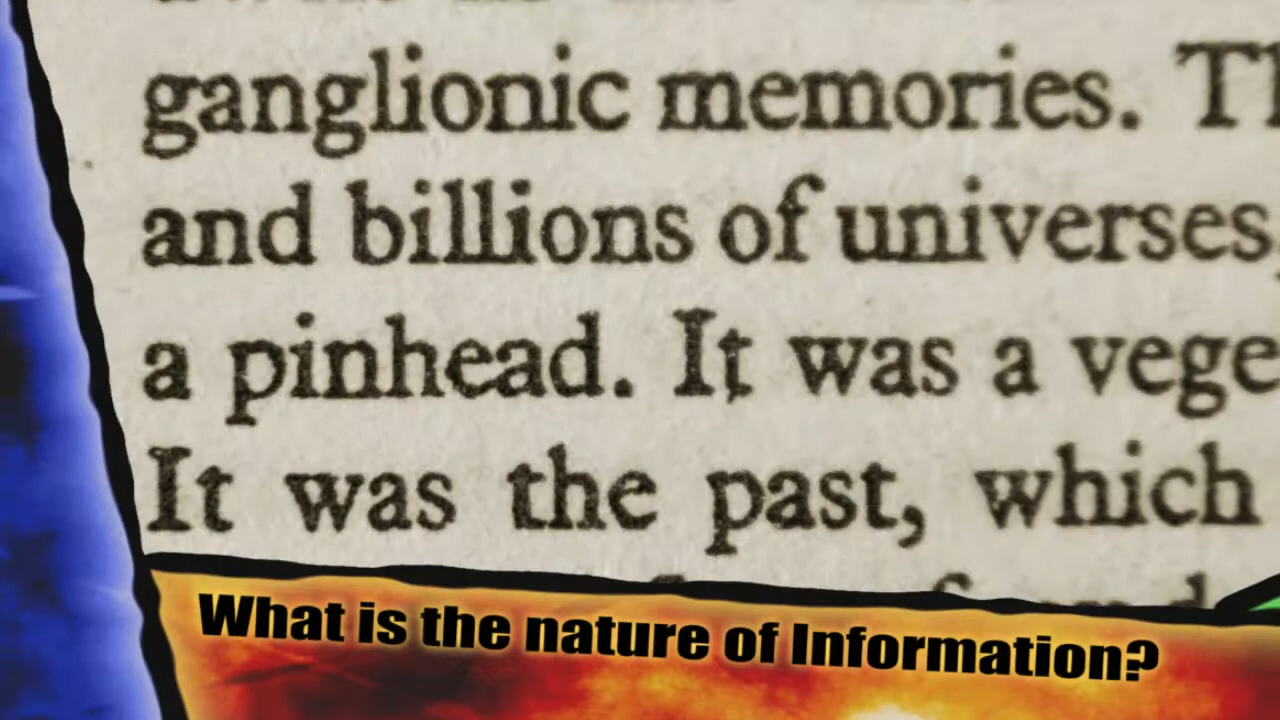 ganglionic memories.
and billions of universes,
a pinhead. It was a vege
It was the past, which
What is the nature of Information?